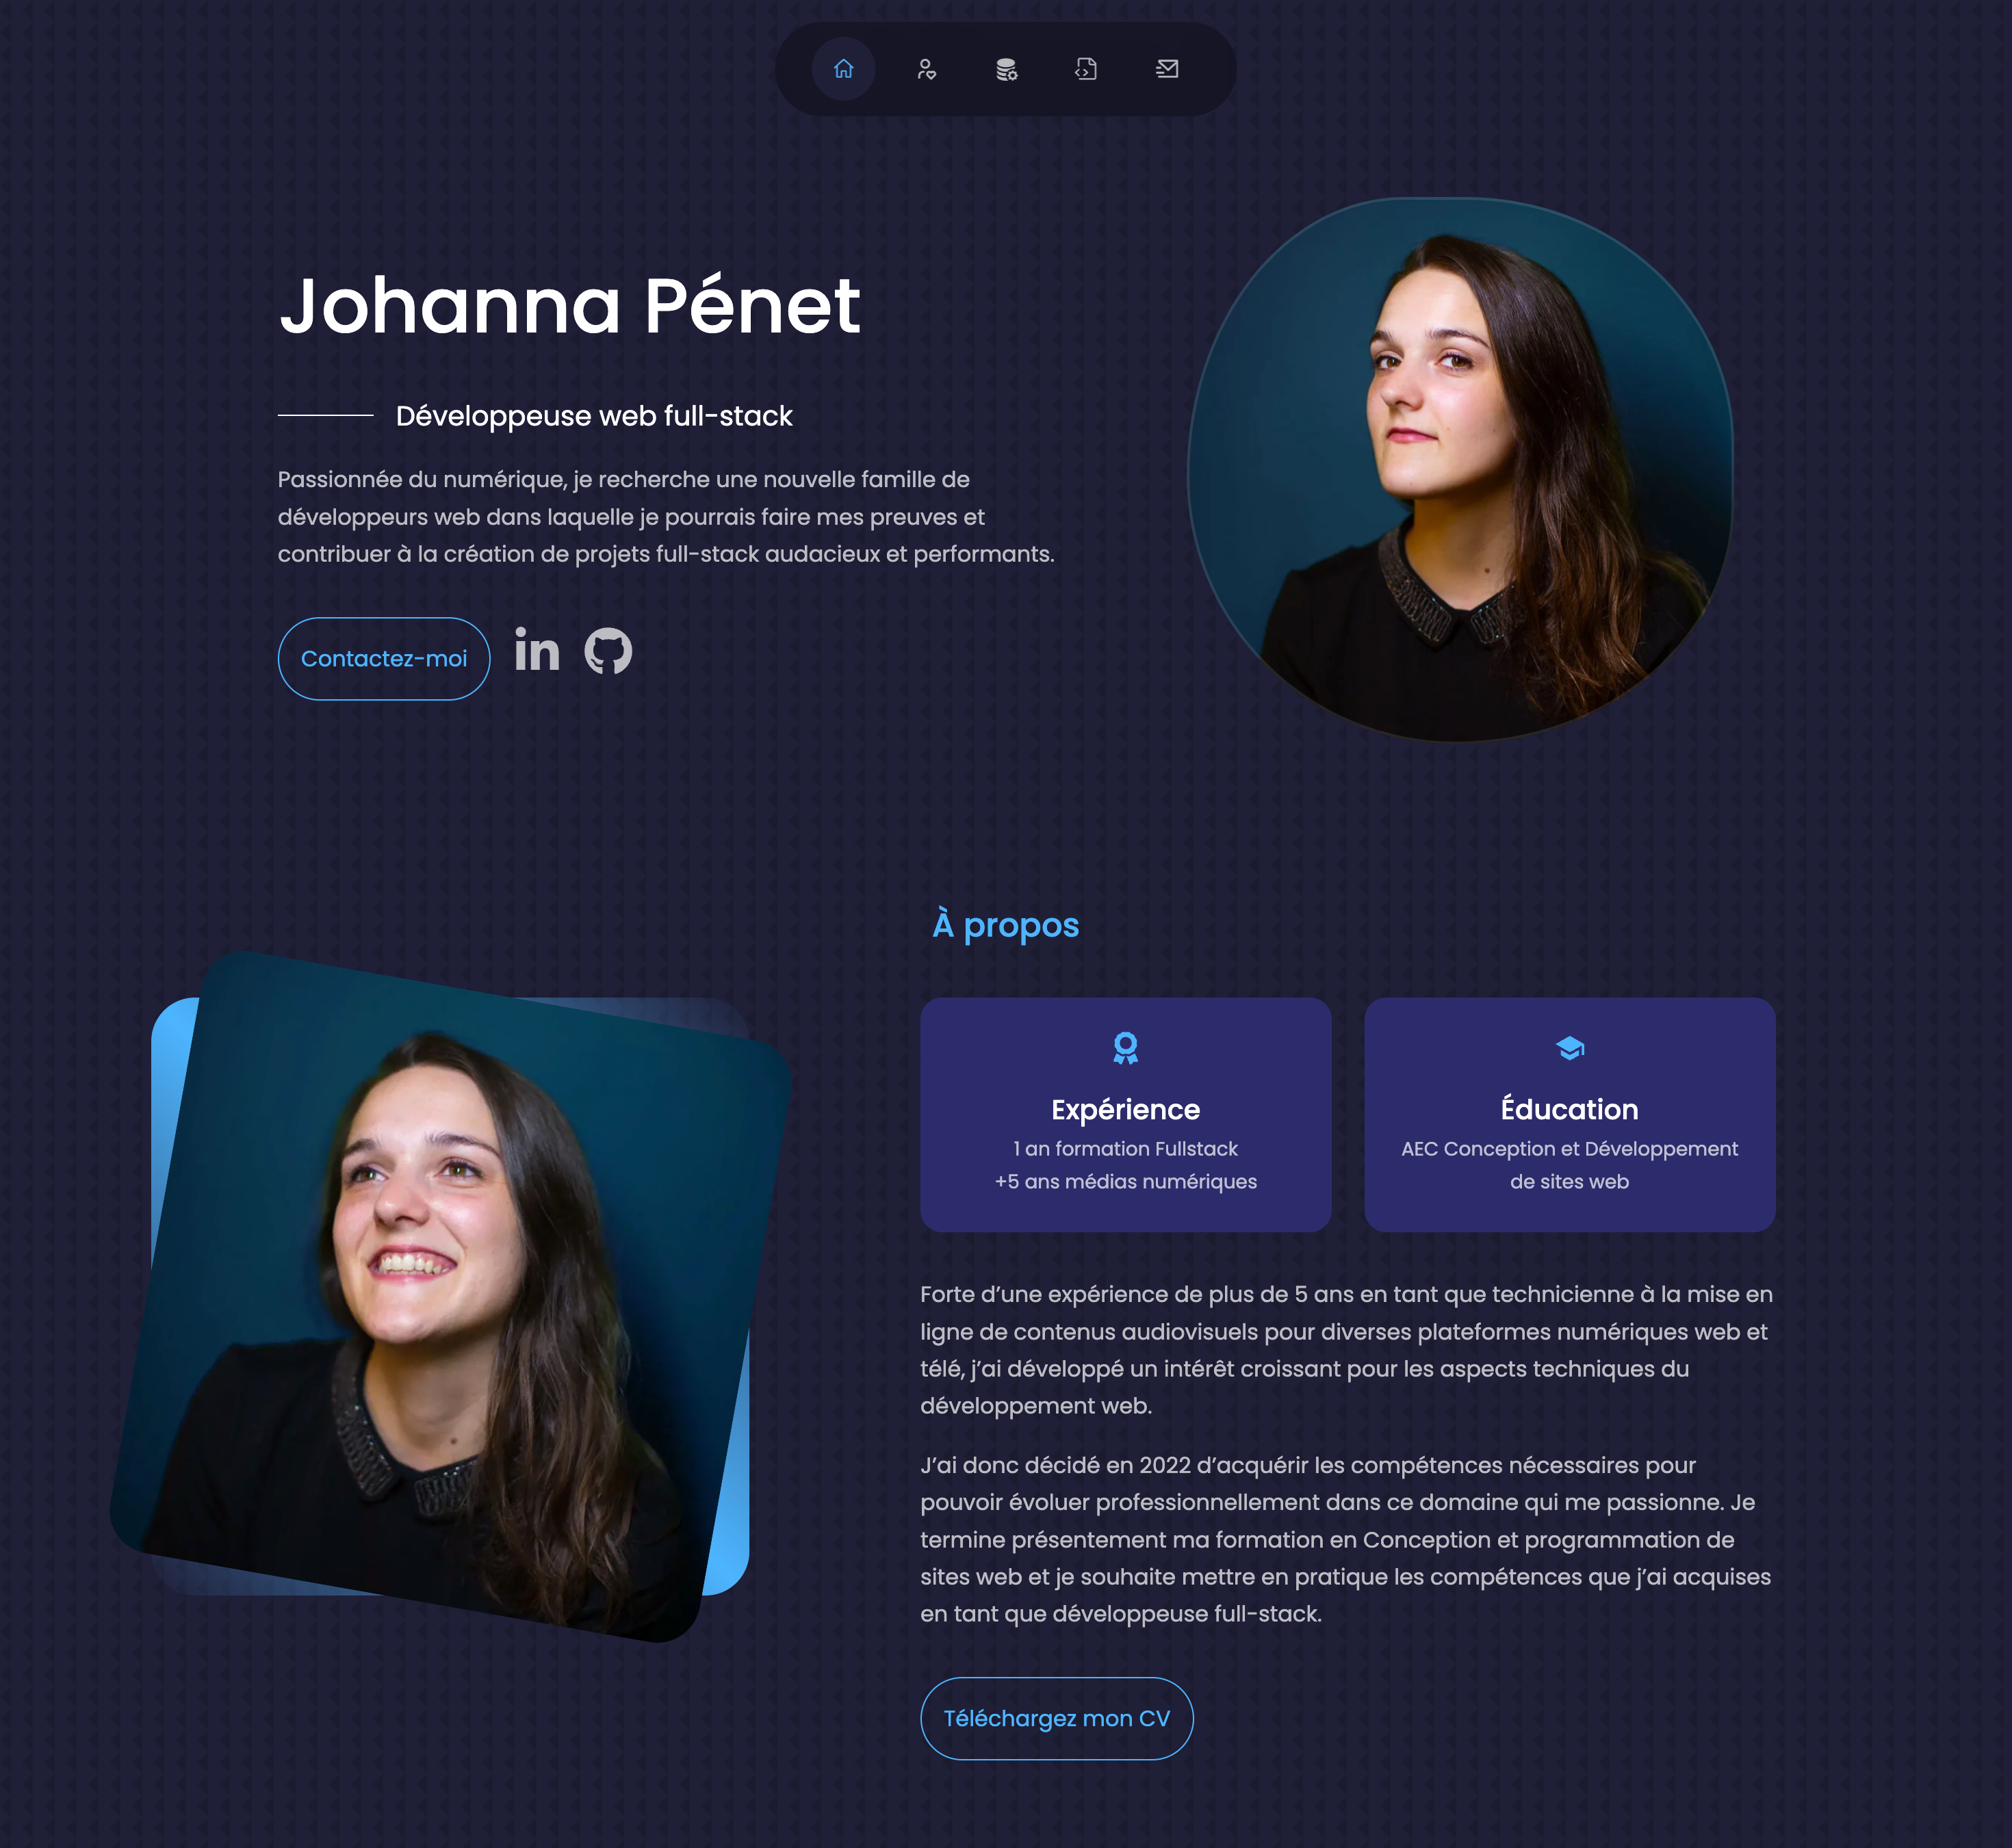 Johanna Pénet
Développeuse web full-stack
Passionnée du numérique, je recherche une nouvelle famille de
développeurs web dans laquelle je pourrais faire mes preuves et
contribuer à la création de projets full-stack audacieux et performants.
Contactez-moi
in
À propos
Expérience
1 an formation Fullstack
+5 ans médias numériques
Éducation
AEC Conception et Développement
de sites web
Forte d’une expérience de plus de 5 ans en tant que technicienne à la mise en
ligne de contenus audiovisuels pour diverses plateformes numériques web et
télé, j’ai développé un intérêt croissant pour les aspects techniques du
développement web.
J’ai donc décidé en 2022 d’acquérir les compétences nécessaires pour
pouvoir évoluer professionnellement dans ce domaine qui me passionne. Je
termine présentement ma formation en Conception et programmation de
sites web et je souhaite mettre en pratique les compétences que j’ai acquises
en tant que développeuse full-stack.
Téléchargez mon CV